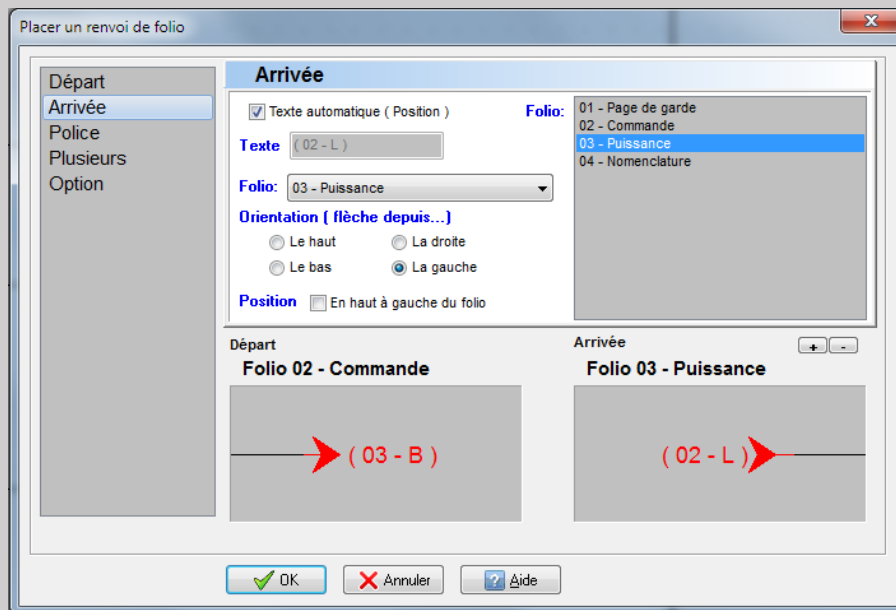 Placer un renvoi de folio
Départ
Arrivée
Police
Plusieurs
Option
Arrivée
Texte automatique ( Position )
Texte ( 02 - L )
Folio: 03 - Puissance
Orientation ( flèche depuis...)
Le haut La droite
Le bas La gauche
Position En haut à gauche du folio
Folio:
01 - Page de garde
02 - Commande
03 - Puissance
04 - Nomenclature
Départ
Folio 02 - Commande
( 03 - B )
Arrivée
+ -
Folio 03 - Puissance
( 02 - L )
OK Annuler ? Aide